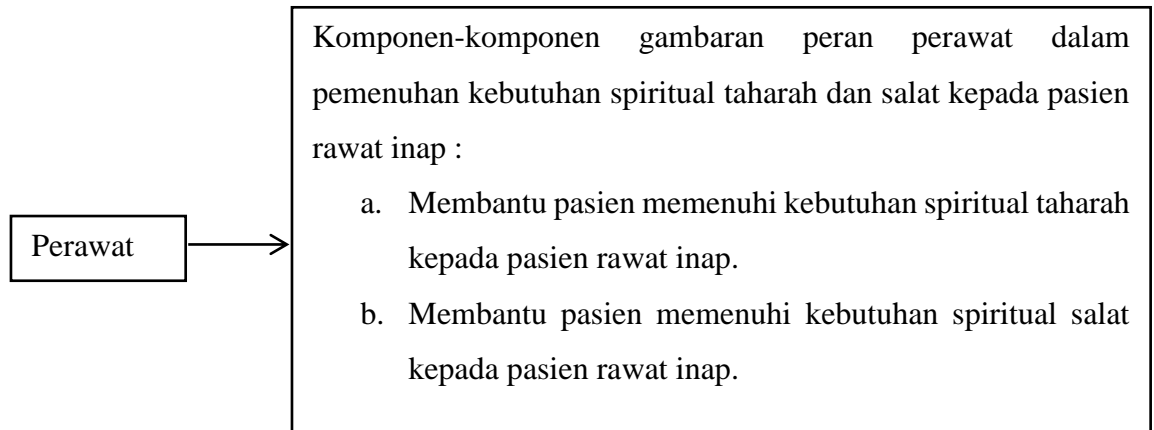 Komponen-komponen gambaran peran perawat dalam
pemenuhan kebutuhan spiritual taharah dan salat kepada pasien
rawat inap :
a. Membantu pasien memenuhi kebutuhan spiritual taharah
kepada pasien rawat inap.
b. Membantu pasien memenuhi kebutuhan spiritual salat
kepada pasien rawat inap.
Perawat